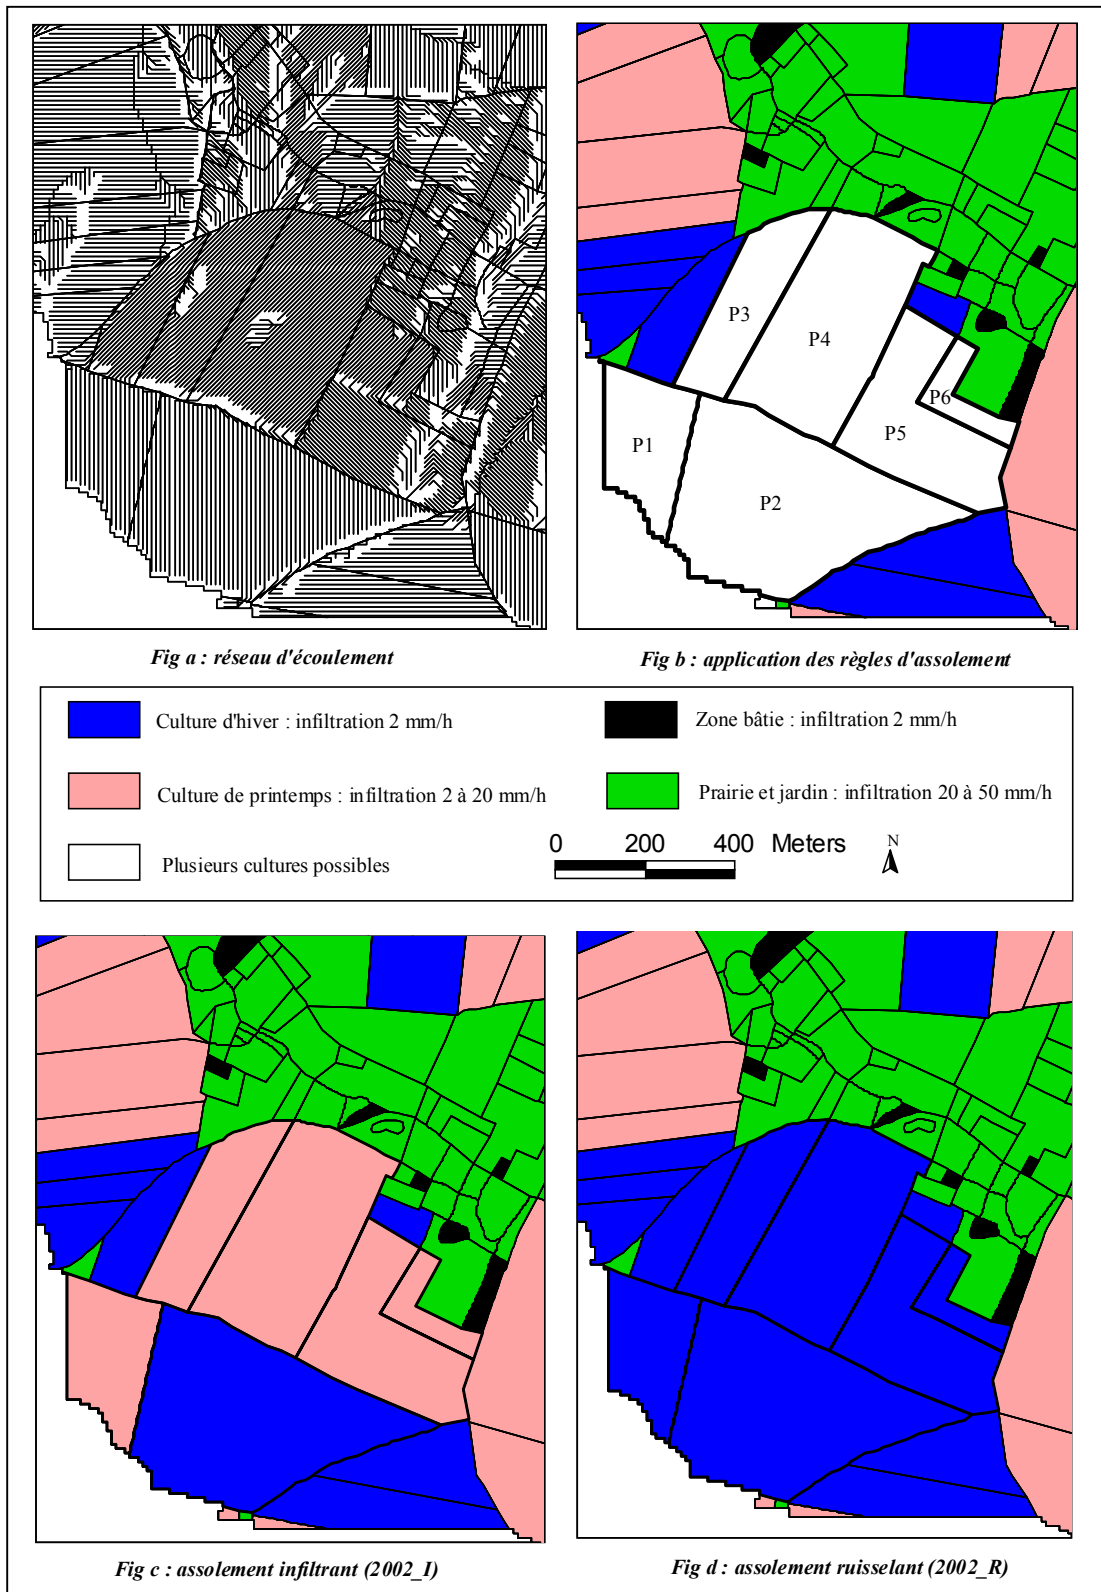 P3
P4
P6
P1
P5
P2
Fig a : réseau d'écoulement
Fig b : application des règles d'assolement
Culture d'hiver : infiltration 2 mm/h
Zone bâtie : infiltration 2 mm/h
Culture de printemps : infiltration 2 à 20 mm/h
Prairie et jardin : infiltration 20 à 50 mm/h
Plusieurs cultures possibles
0 200 400 Meters
N
Fig c : assolement infiltrant (2002_I)
Fig d : assolement ruisselant (2002_R)